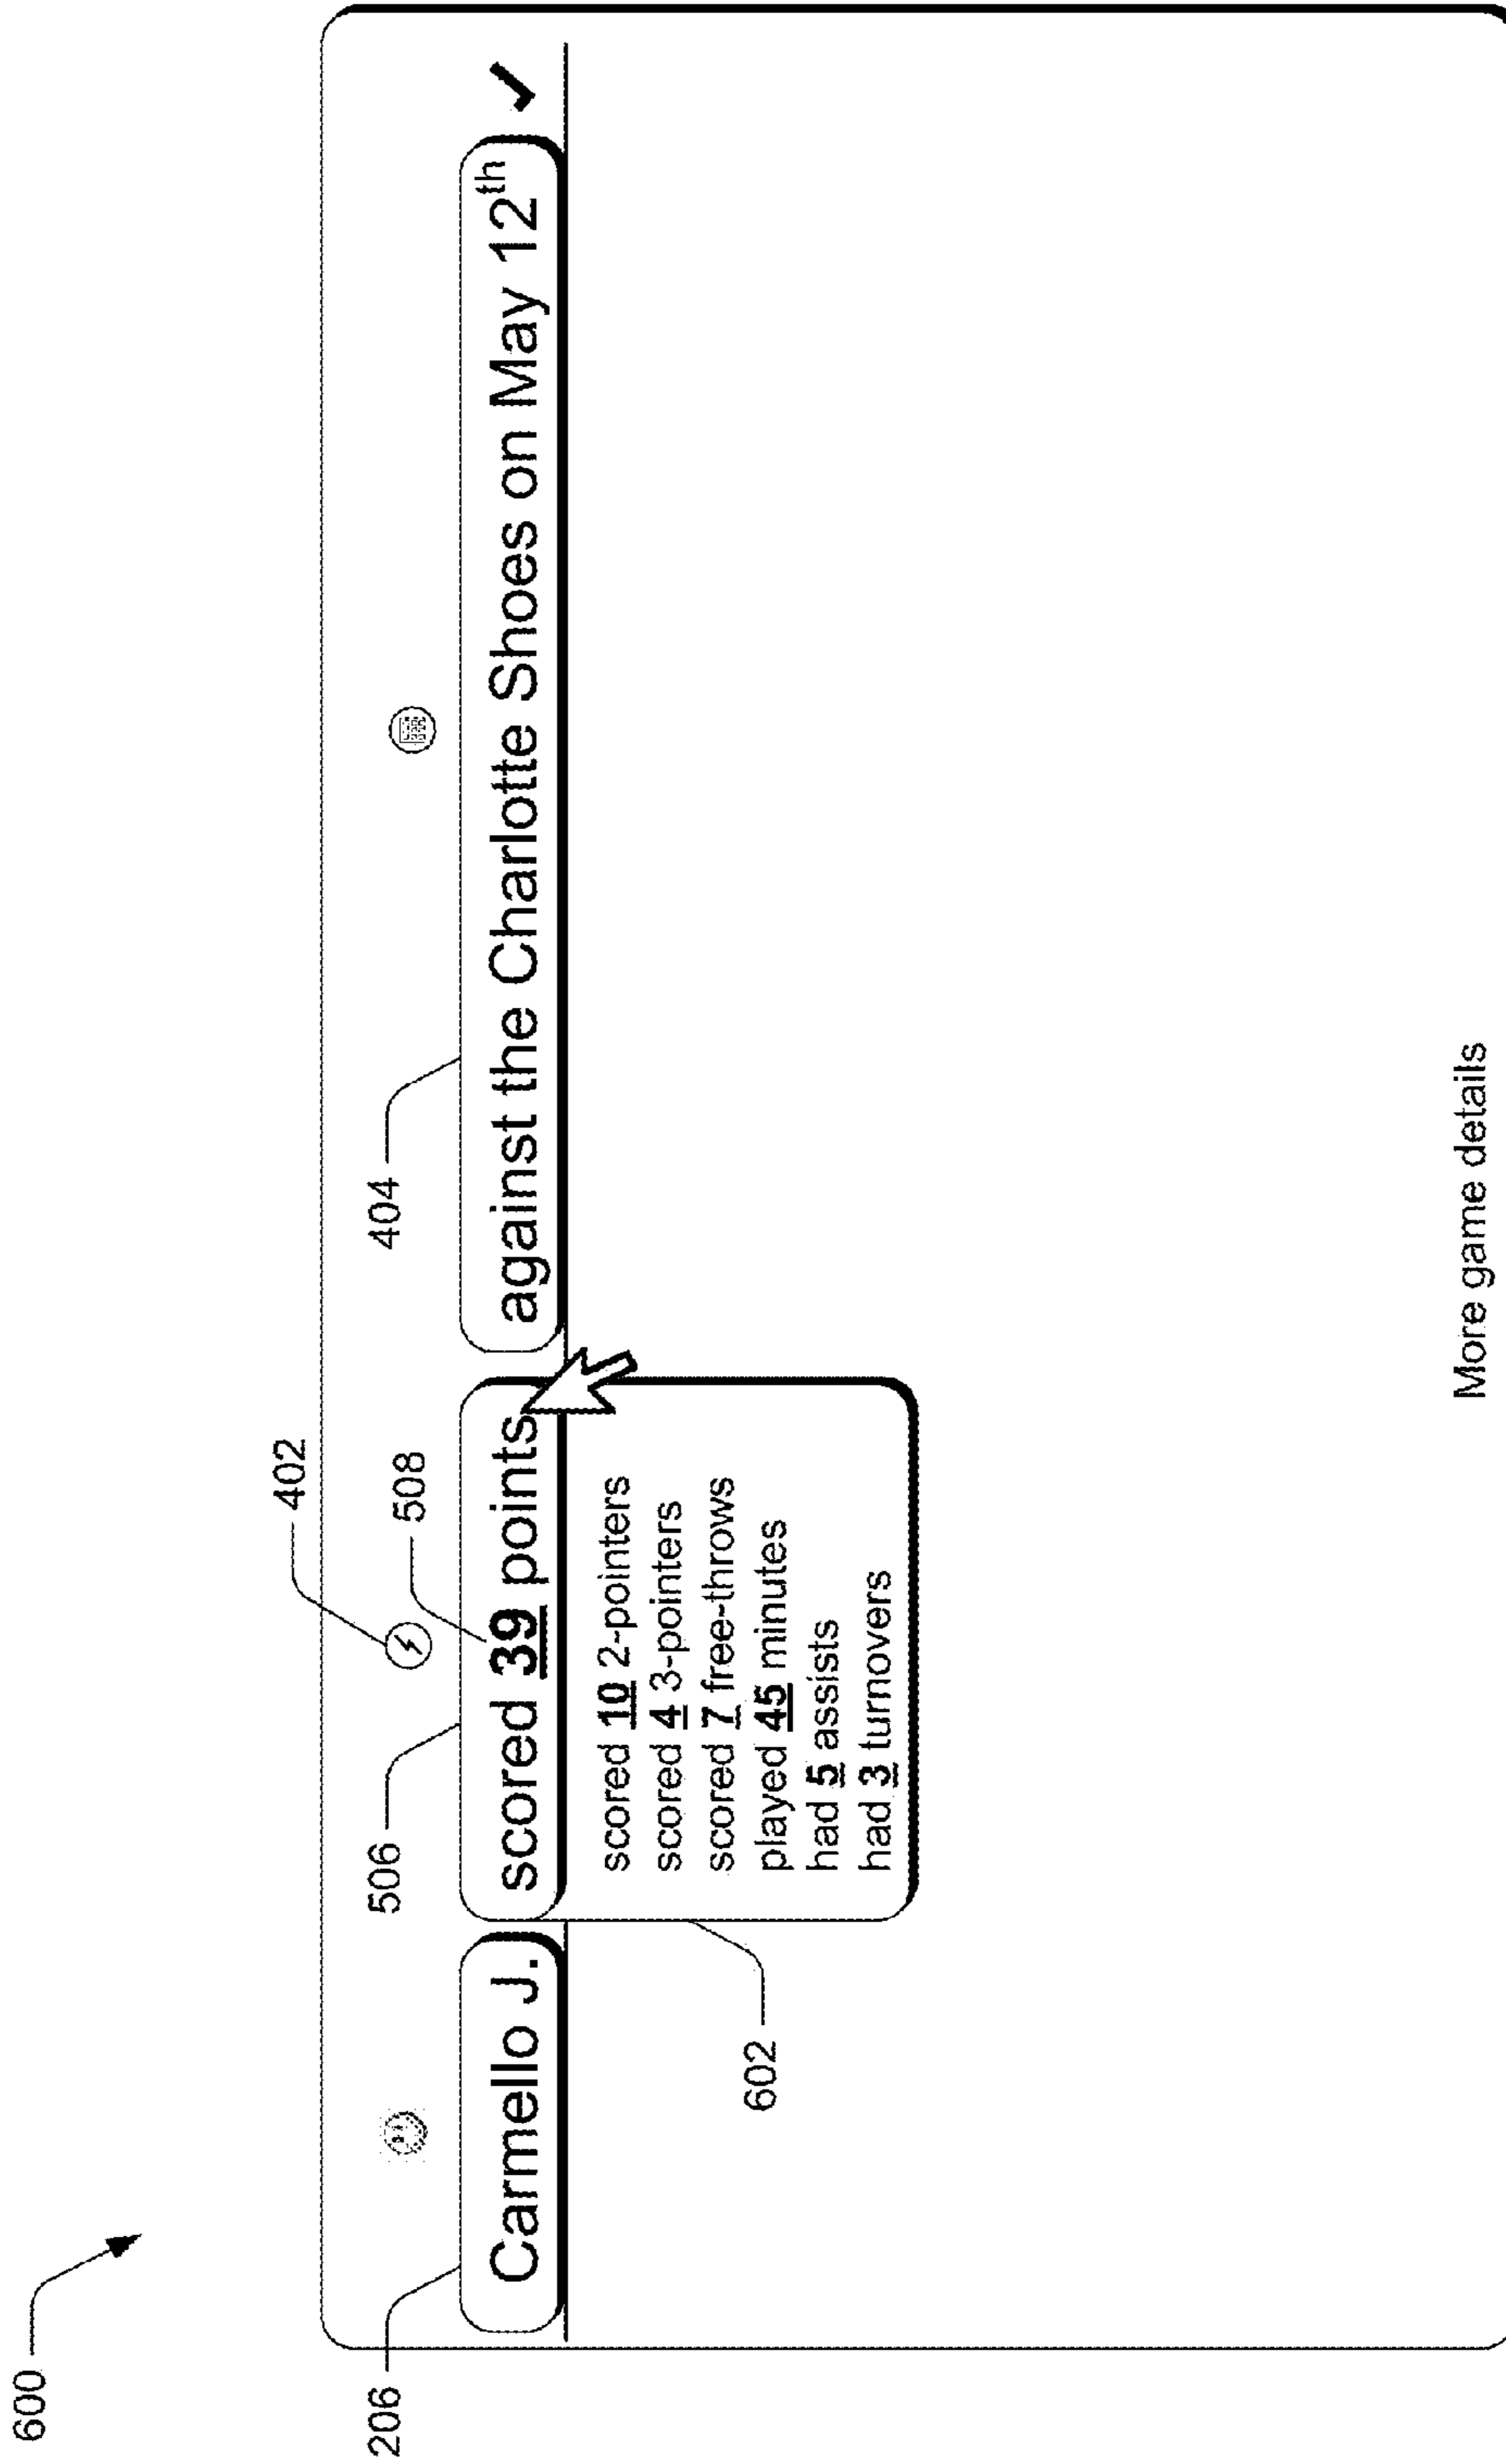 600
402
206
506
508
404
Carmello J.
scored 39 points
against the Charlotte Shoes on May 12th
602
scored 10 2-pointers
scored 4 3-pointers
scored 7 free-throws
played 45 minutes
had 5 assists
had 3 turnovers
More game details